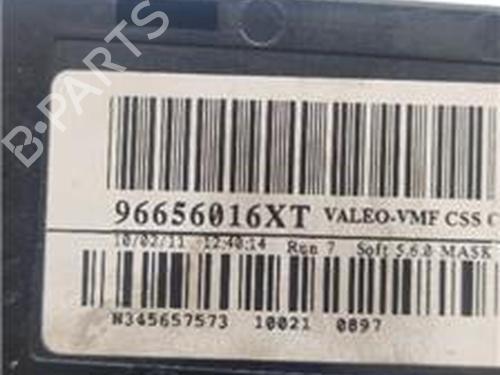 96656016XT VALEO-VMF CSS
10/02/11 12:40:14 Run 7 Soft 5.6.0 MASK
N345657573 10021 0897
B-PARTS